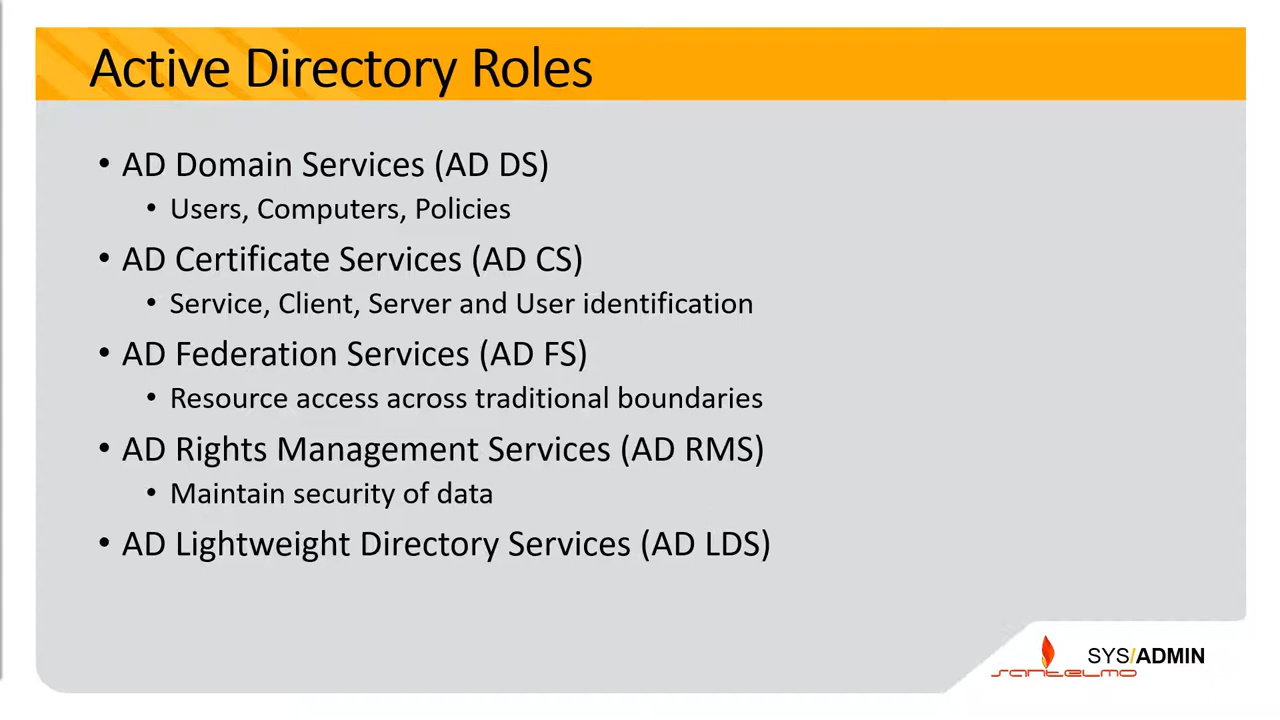 Active Directory Roles
• AD Domain Services (AD DS)
• Users, Computers, Policies
• AD Certificate Services (AD CS)
• Service, Client, Server and User identification
• AD Federation Services (AD FS)
• Resource access across traditional boundaries
• AD Rights Management Services (AD RMS)
• Maintain security of data
• AD Lightweight Directory Services (AD LDS)
SYS/ADMIN
santelmo